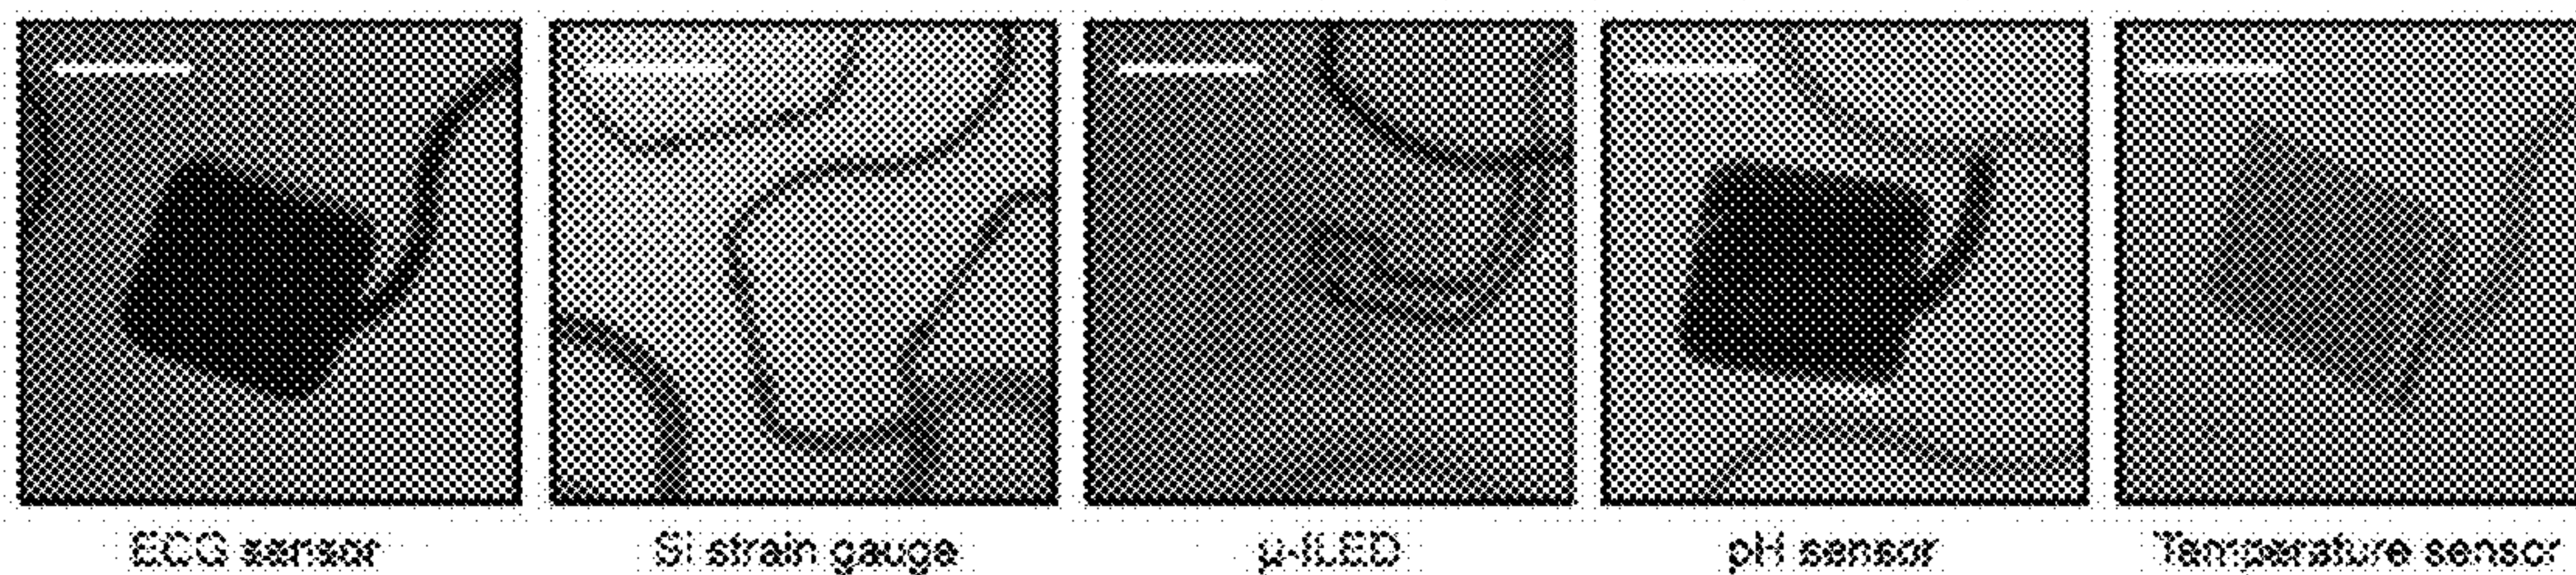 ECG sensor
Si strain gauge
μ-ILED
pH sensor
Temperature sensor